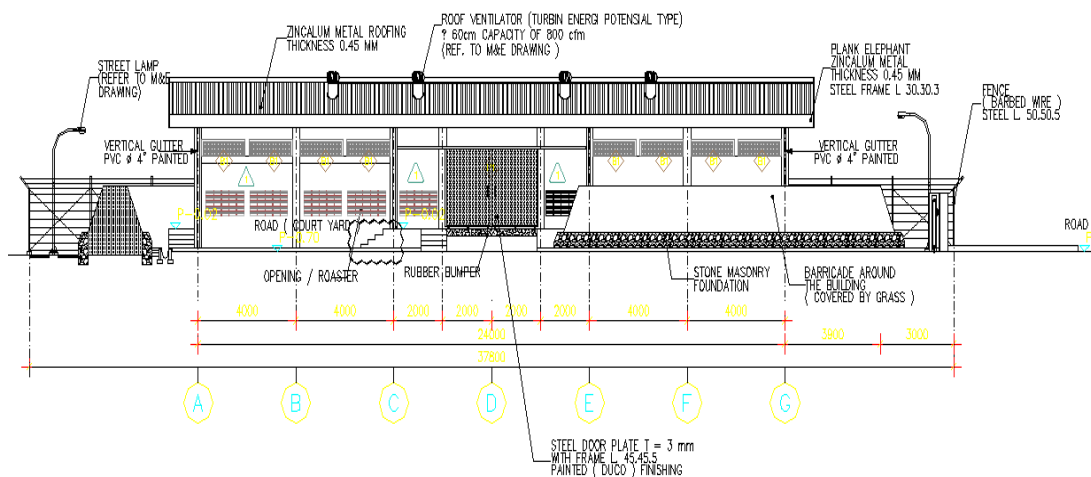 ZINCALUM METAL ROOFING
THICKNESS 0.45 MM
ROOF VENTILATOR (TURBIN ENERGI POTENSIAL TYPE)
? 60cm CAPACITY OF 800 cfm
(REF. TO M&E DRAWING )
PLANK ELEPHANT
ZINCALUM METAL
THICKNESS 0.45 MM
STEEL FRAME L 30.30.3
STREET LAMP
(REFER TO M&E
DRAWING)
FENCE
( BARBED WIRE )
STEEL L 50.50.5
VERTICAL GUTTER
PVC ø 4" PAINTED
VERTICAL GUTTER
PVC ø 4" PAINTED
ROAD ( COURT YARD
ROAD
OPENING / ROASTER
RUBBER BUMPER
STONE MASONRY
FOUNDATION
BARRICADE AROUND
THE BUILDING
( COVERED BY GRASS )
4000 4000 2000 2000 2000 4000 4000
24000 3800 3000
37800
A B C D E F G
STEEL DOOR PLATE T = 3 mm
WITH FRAME L 45.45.5
PAINTED ( DUCO ) FINISHING